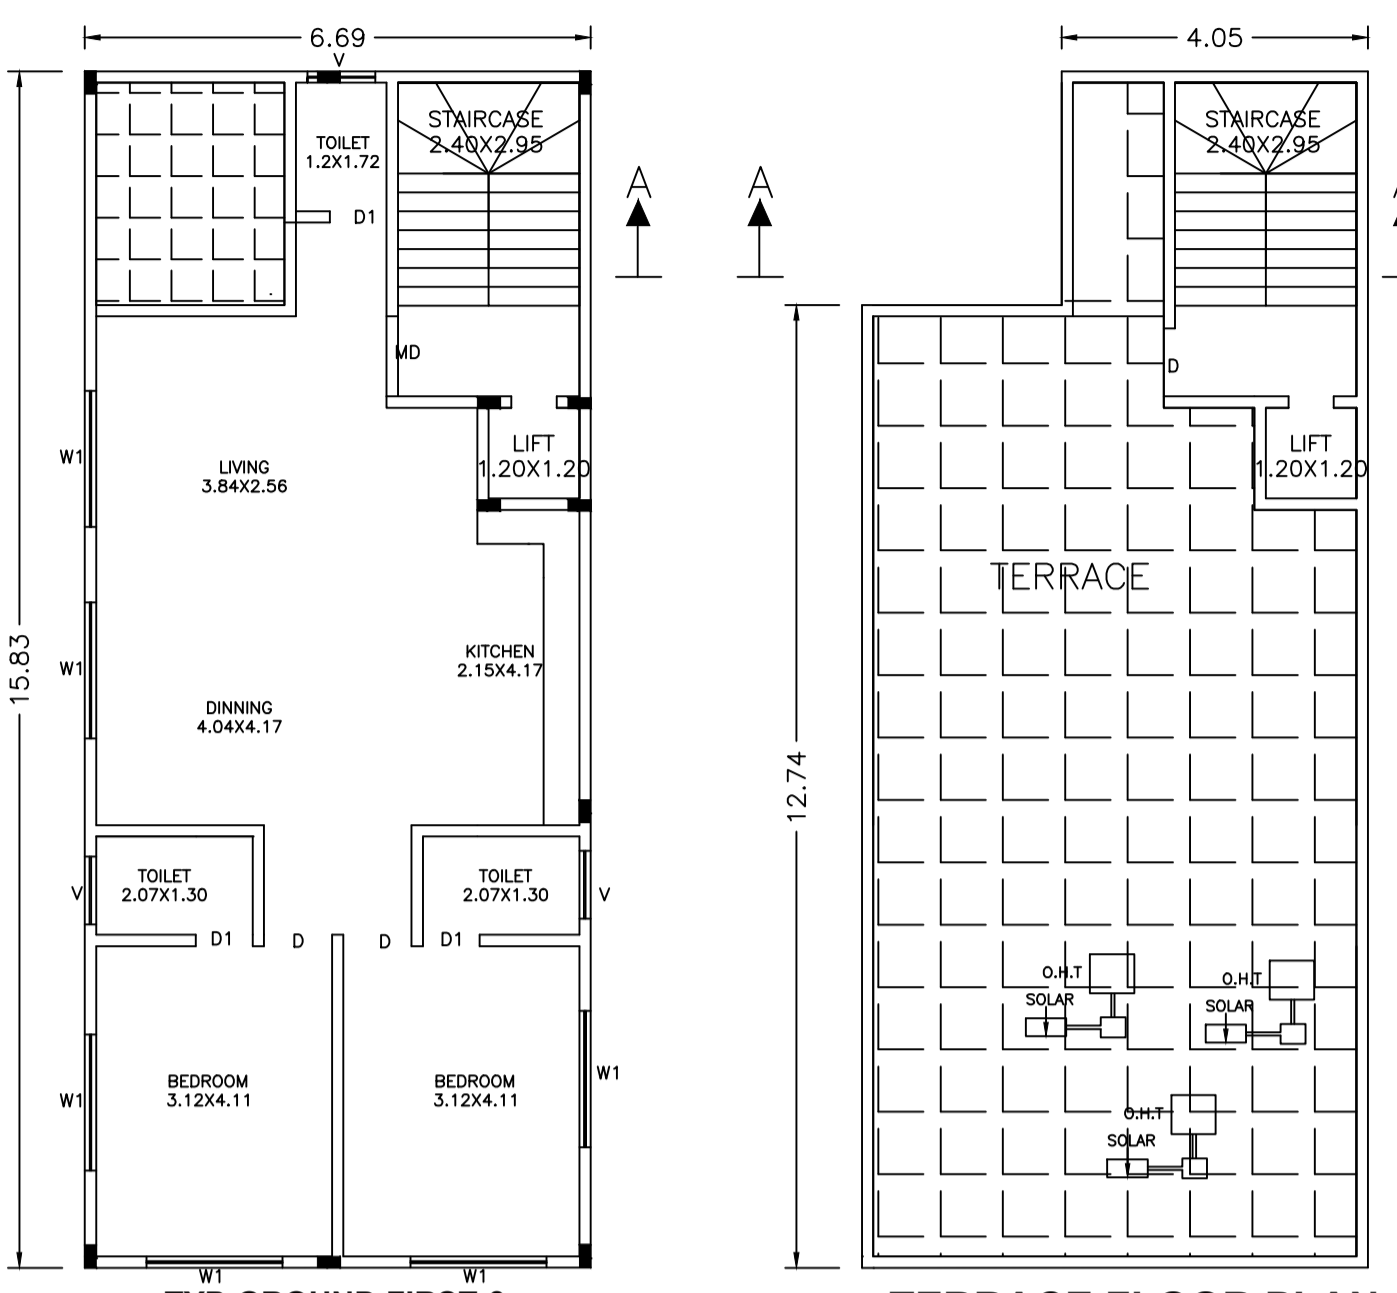 6.69
V
STAIRCASE
2.40X2.95
TOILET
1.2X1.72
D1
A
15.83
MD
W1
LIVING
3.84X2.56
LIFT
1.20X1.20
W1
KITCHEN
2.15X4.17
DINNING
4.04X4.17
V
TOILET
2.07X1.30
TOILET
2.07X1.30
V
D1
D
D
D1
W1
BEDROOM
3.12X4.11
BEDROOM
3.12X4.11
W1
W1
W1
4.05
STAIRCASE
2.40X2.95
A
D
LIFT
1.20X1.20
TERRACE
12.74
O.H.T
SOLAR
O.H.T
SOLAR
O.H.T
SOLAR